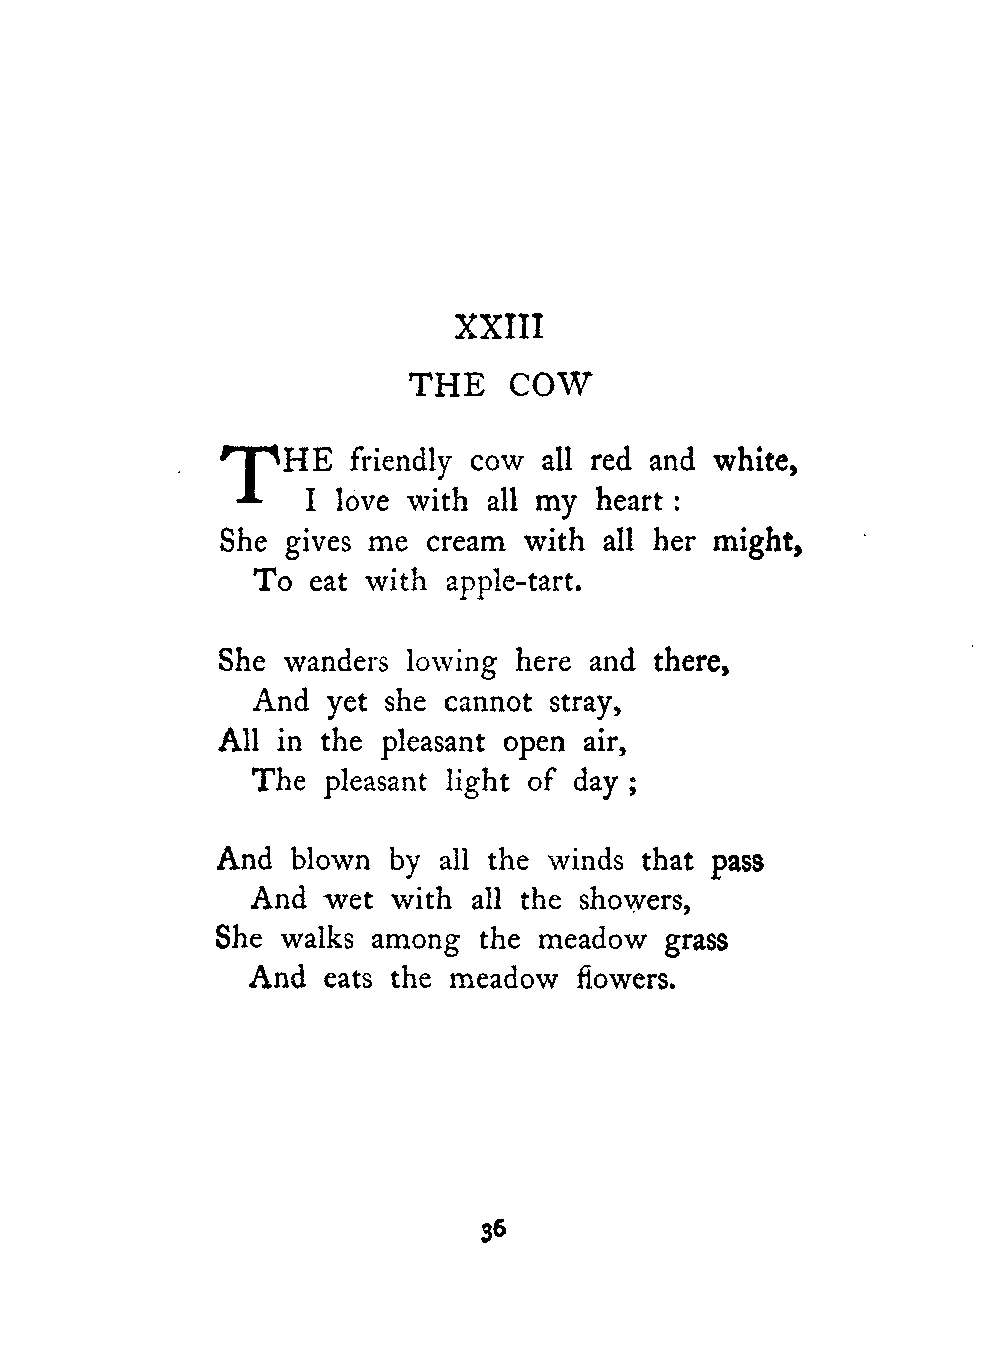 XXIII
THE COW
THE friendly cow all red and white,
I love with all my heart :
She gives me cream with all her might,
To eat with apple-tart.
She wanders lowing here and there,
And yet she cannot stray,
All in the pleasant open air,
The pleasant light of day ;
And blown by all the winds that pass
And wet with all the showers,
She walks among the meadow grass
And eats the meadow flowers.
36